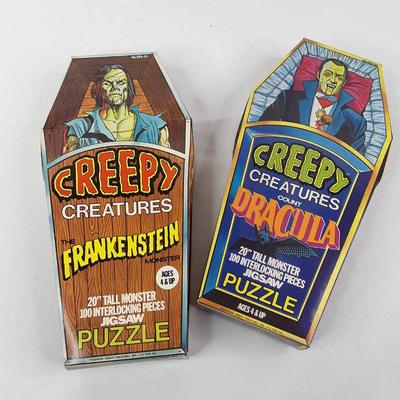 CREEPY
CREATURES
The
FRANKENSTEIN
MONSTER
AGES
4 & UP
20" TALL MONSTER
100 INTERLOCKING PIECES
JIGSAW
PUZZLE
CREEPY
CREATURES
COUNT
DRACULA
20" TALL MONSTER
100 INTERLOCKING PIECES
JIGSAW
PUZZLE
AGES 4 & UP